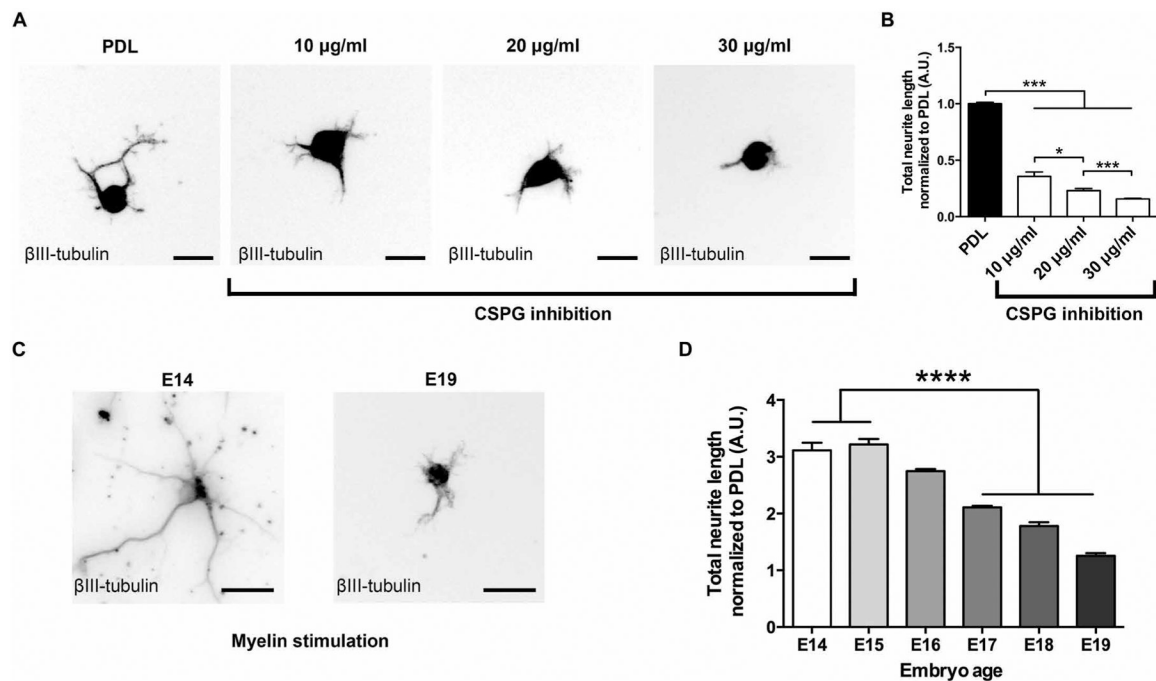 A
PDL
10 µg/ml
20 µg/ml
30 µg/ml
βIII-tubulin
βIII-tubulin
βIII-tubulin
βIII-tubulin
CSPG inhibition
B
Total neurite length
normalized to PDL (A.U.)
1.0
0.5
0.0
***
*
***
PDL
10 µg/ml
20 µg/ml
30 µg/ml
CSPG inhibition
C
E14
E19
βIII-tubulin
βIII-tubulin
Myelin stimulation
D
Total neurite length
normalized to PDL (A.U.)
4
3
2
1
0
****
E14
E15
E16
E17
E18
E19
Embryo age